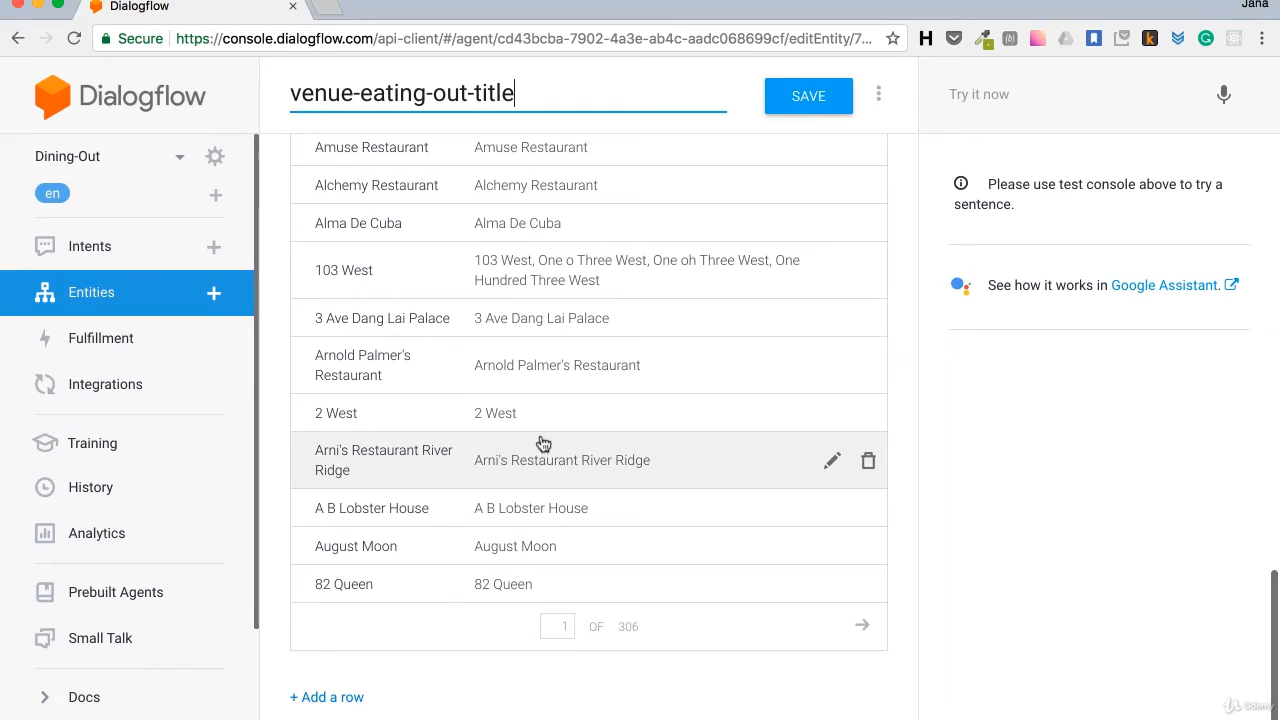 Dialogflow
Jana
Secure https://console.dialogflow.com/api-client/#/agent/cd43bcba-7902-4a3e-ab4c-aadc068699cf/editEntity/7...
Dialogflow
venue-eating-out-title
SAVE
Try it now
Dining-Out
en
Intents
Entities
Fulfillment
Integrations
Training
History
Analytics
Prebuilt Agents
Small Talk
Docs
Amuse Restaurant Amuse Restaurant
Alchemy Restaurant Alchemy Restaurant
Alma De Cuba Alma De Cuba
103 West 103 West, One o Three West, One oh Three West, One
Hundred Three West
3 Ave Dang Lai Palace 3 Ave Dang Lai Palace
Arnold Palmer's
Restaurant
Arnold Palmer's Restaurant
2 West 2 West
Arni's Restaurant River
Ridge
Arni's Restaurant River Ridge
A B Lobster House A B Lobster House
August Moon August Moon
82 Queen 82 Queen
1 OF 306
+ Add a row
Please use test console above to try a
sentence.
See how it works in Google Assistant.
Udemy